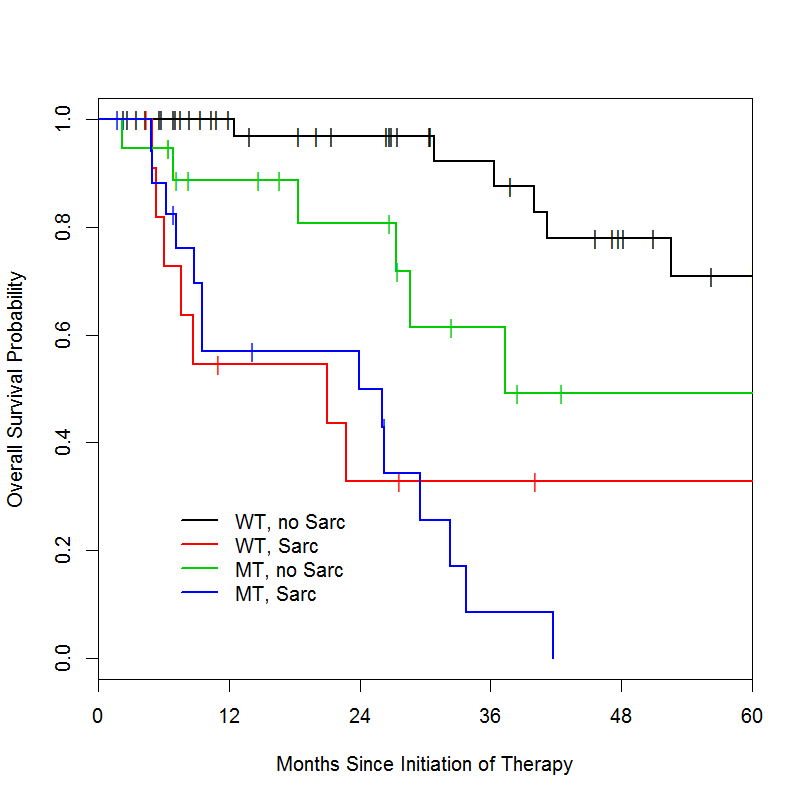 Overall Survival Probability
1.0
0.8
0.6
0.4
0.2
0.0
WT, no Sarc
WT, Sarc
MT, no Sarc
MT, Sarc
0 12 24 36 48 60
Months Since Initiation of Therapy